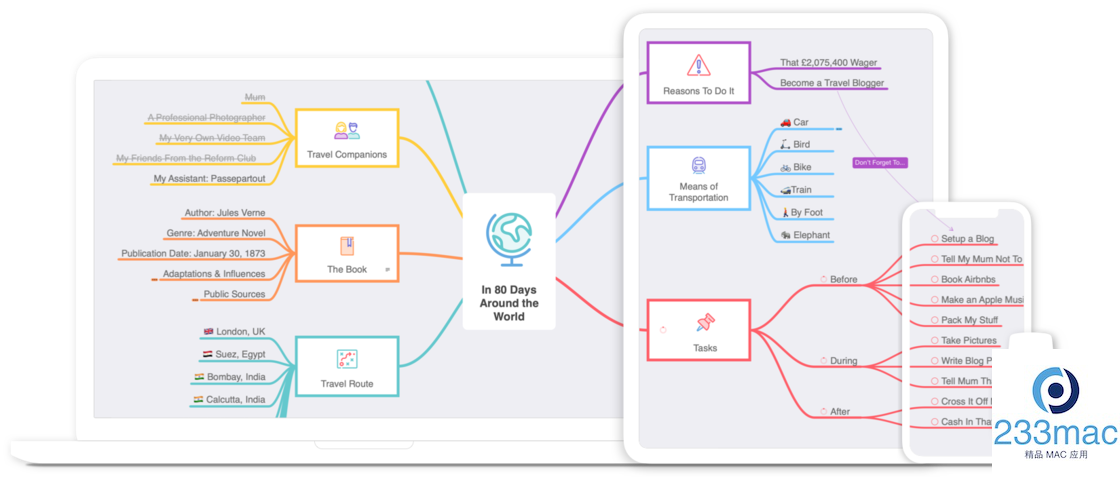 Mum
A Professional Photographer
My Very Own Video Team
My Friends From the Reform Club
My Assistant: Passepartout
Travel Companions
Author: Jules Verne
Genre: Adventure Novel
Publication Date: January 30, 1873
Adaptations & Influences
Public Sources
The Book
London, UK
Suez, Egypt
Bombay, India
Calcutta, India
Travel Route
In 80 Days
Around the
World
Reasons To Do It
That £2,075,400 Wager
Become a Travel Blogger
Means of
Transportation
Car
Bird
Bike
Train
By Foot
Elephant
Don't Forget To...
Tasks
Before
During
After
Setup a Blog
Tell My Mum Not To
Book Airbnbs
Make an Apple Musi
Pack My Stuff
Take Pictures
Write Blog P
Tell Mum Tha
Cross It Off
Cash In Tha
233mac
精品 MAC 应用